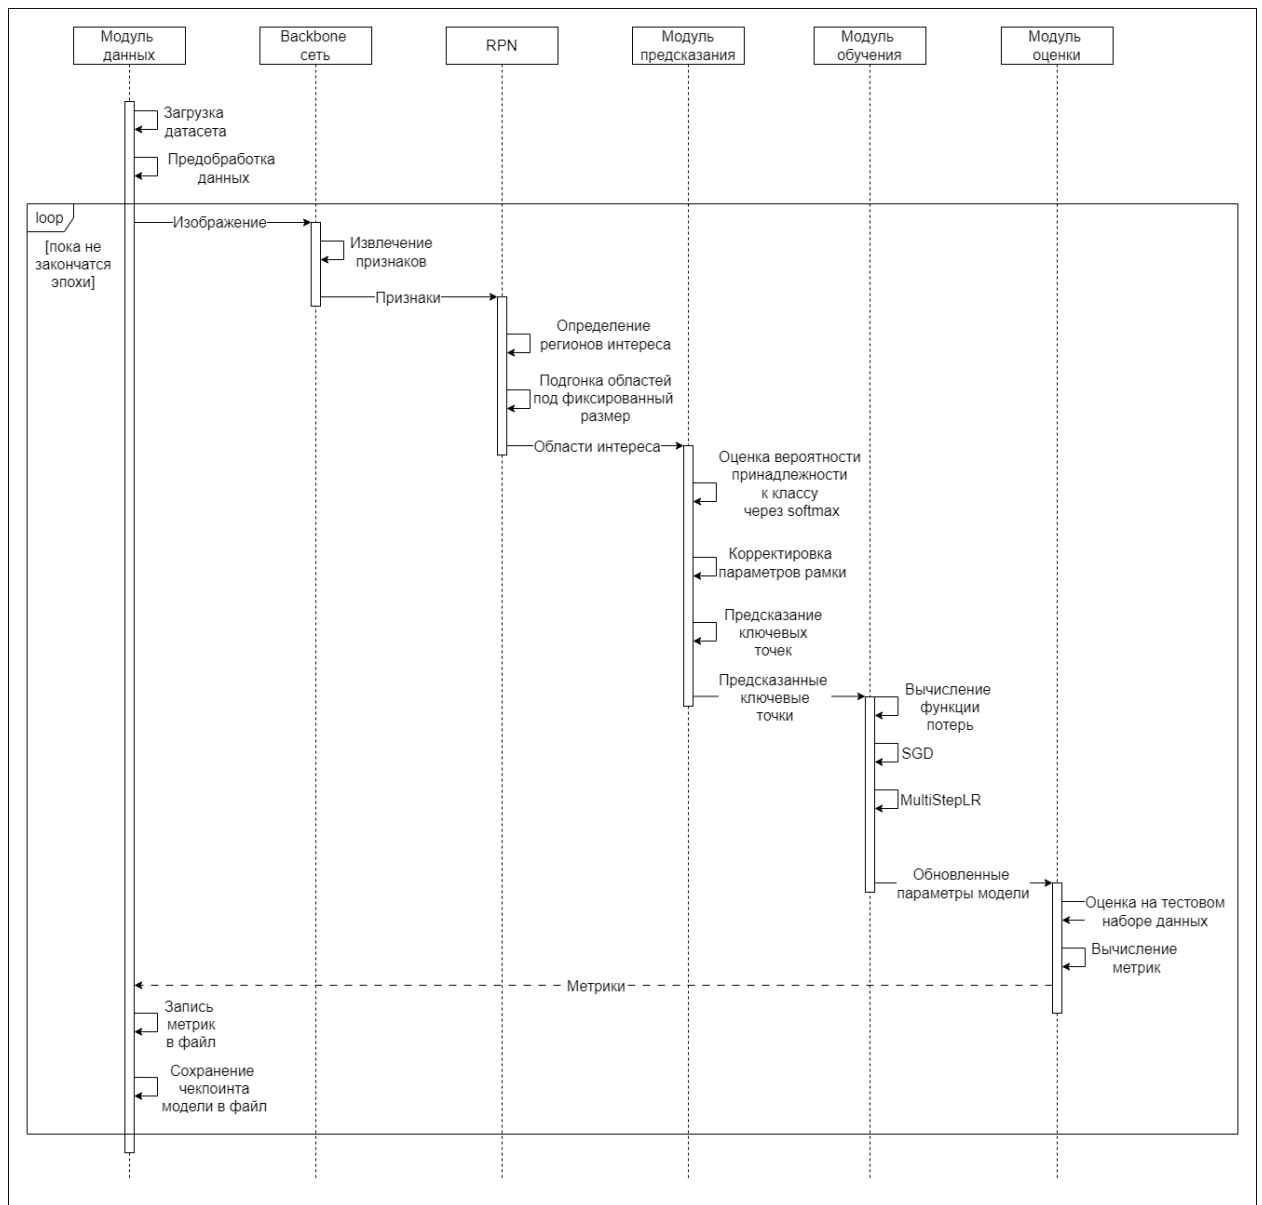 Модуль
данных
Backbone
сеть
RPN
Модуль
предсказания
Модуль
обучения
Модуль
оценки
Загрузка
датасета
Предобработка
данных
loop
[пока не
закончатся
эпохи]
Изображение
Извлечение
признаков
Признаки
Определение
регионов интереса
Подгонка областей
под фиксированный
размер
Области интереса
Оценка вероятности
принадлежности
к классу
через softmax
Корректировка
параметров рамки
Предсказание
ключевых
точек
Предсказанные
ключевые
точки
Вычисление
функции
потерь
SGD
MultiStepLR
Обновленные
параметры модели
Оценка на тестовом
наборе данных
Вычисление
метрик
Метрики
Запись
метрик
в файл
Сохранение
чекпоинта
модели в файл